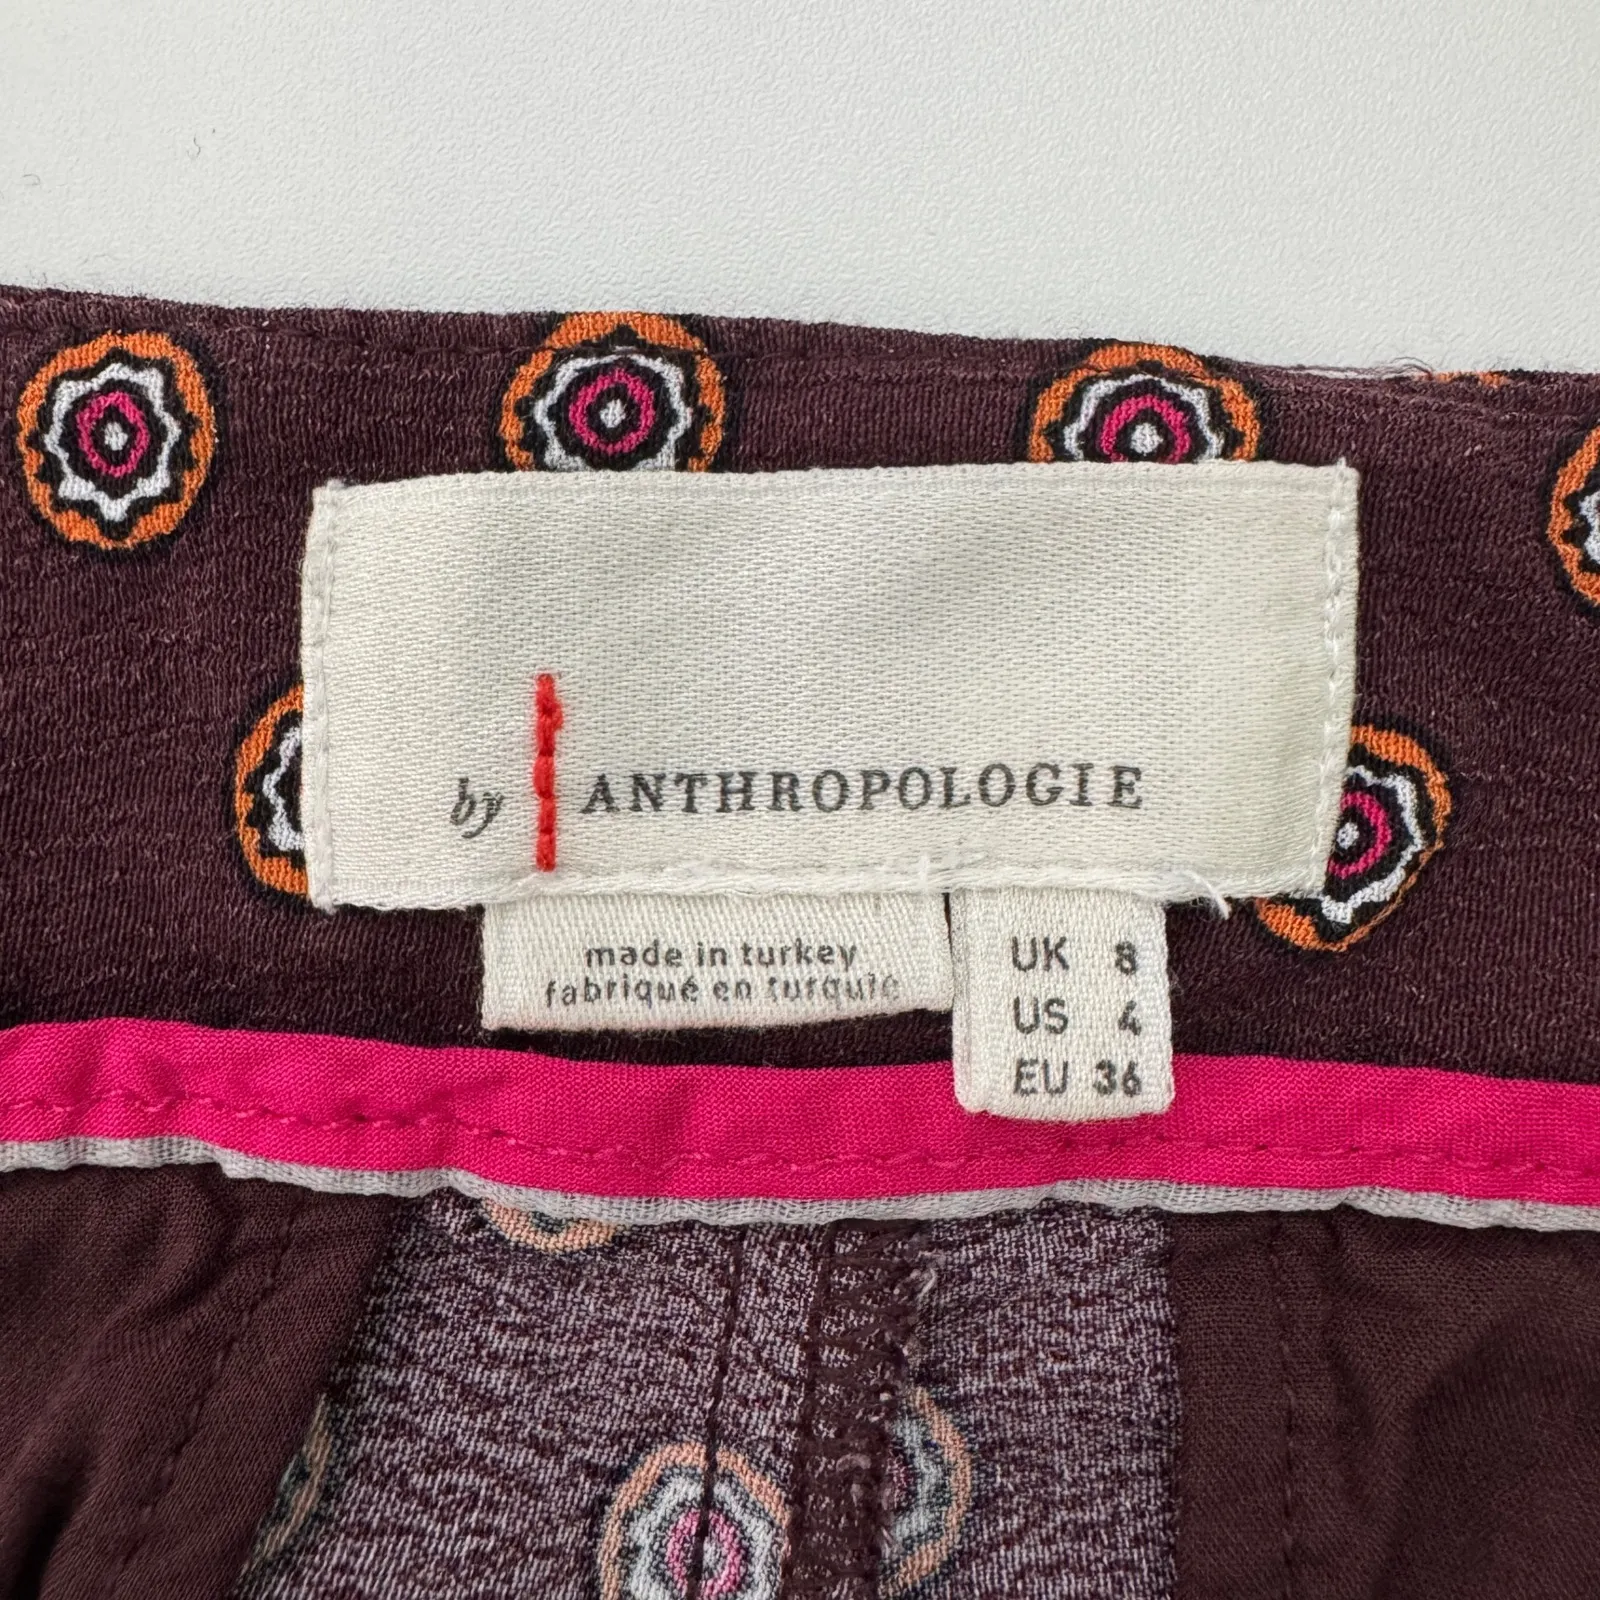 by ANTHROPOLOGIE
made in turkey
fabriqué en turquie
UK 8
US 4
EU 36